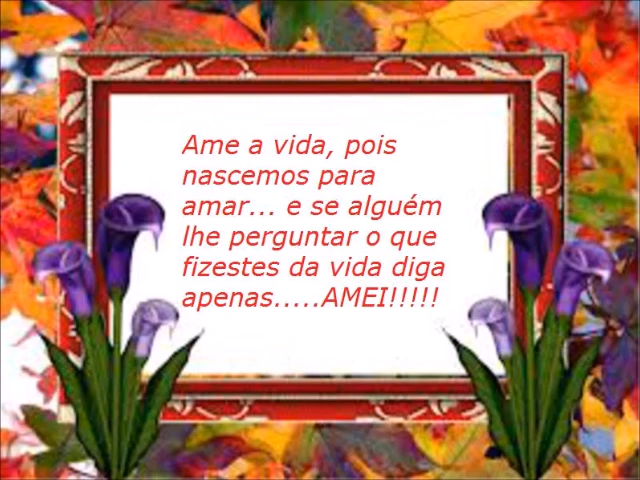 Ame a vida, pois
nascemos para
amar... e se alguém
lhe perguntar o que
fizestes da vida diga
apenas.....AMEI!!!!!